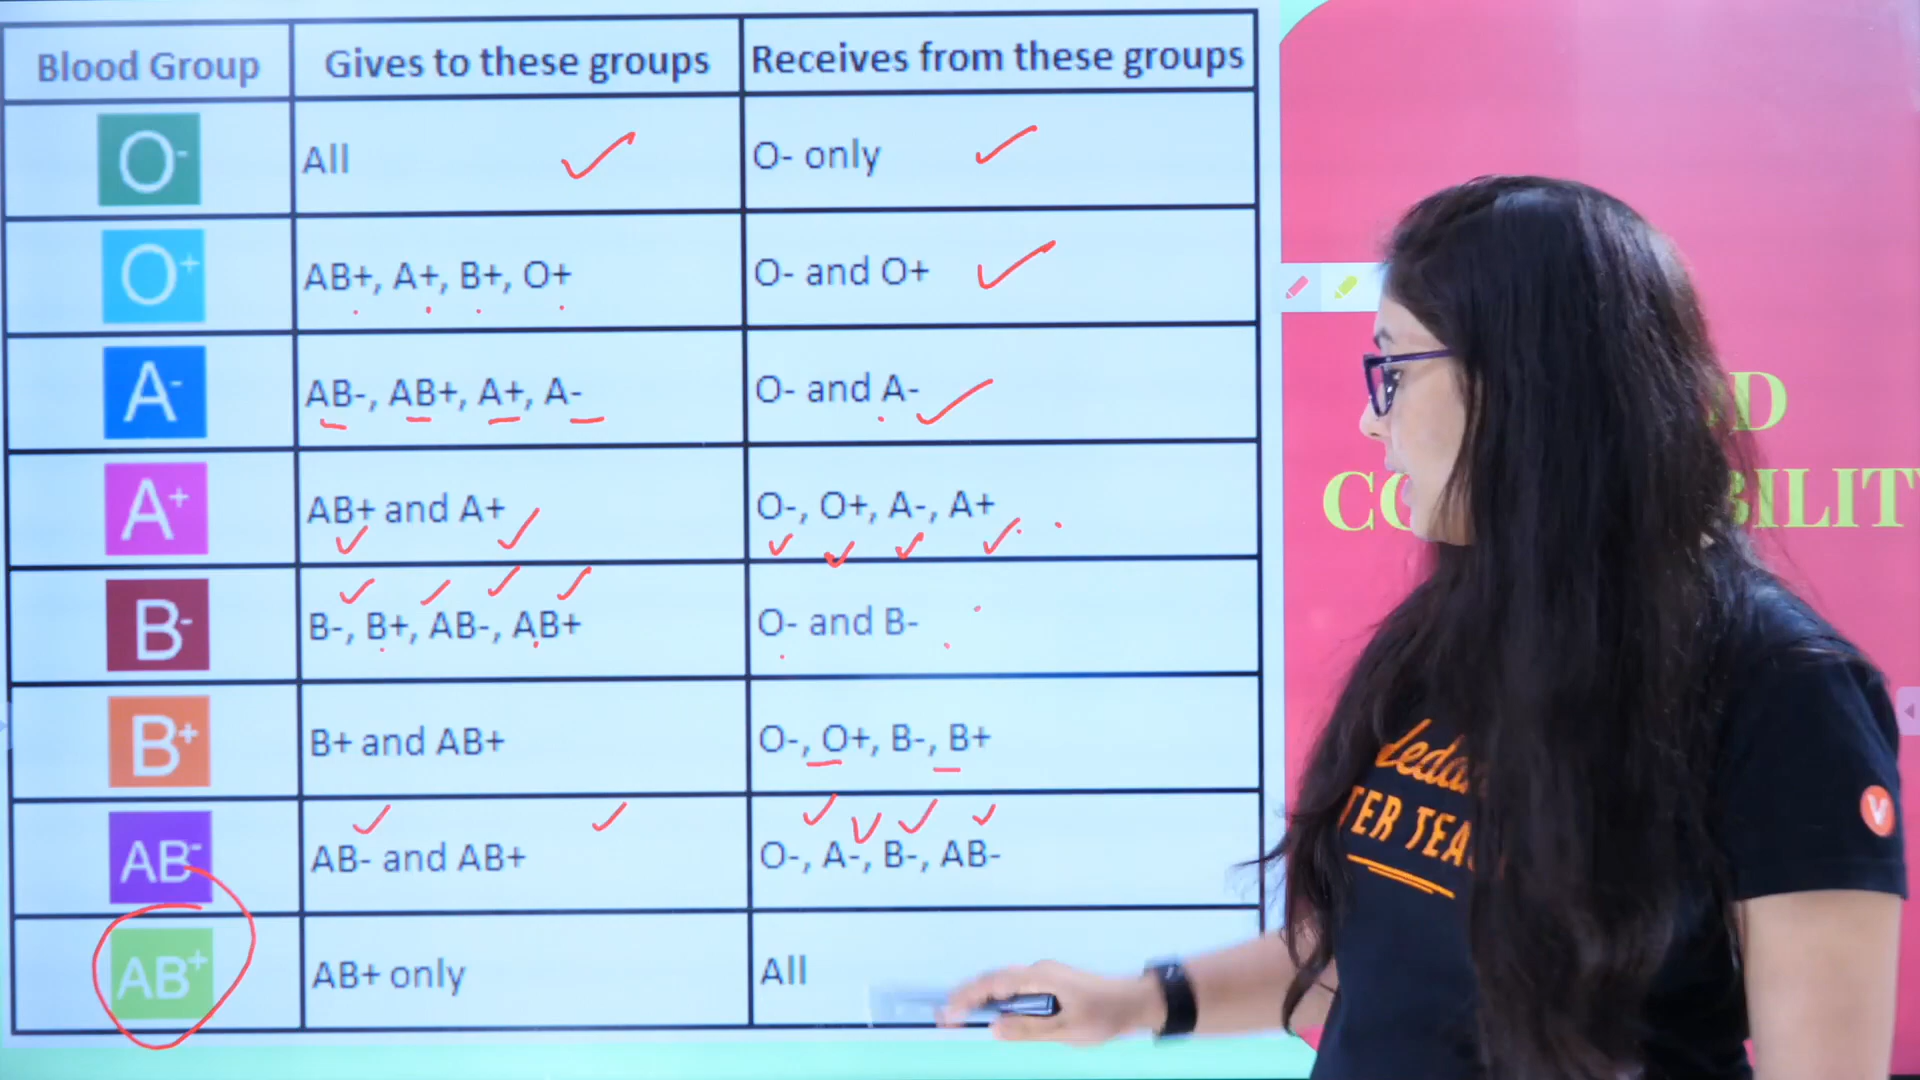 Blood Group Gives to these groups Receives from these groups
O- All O- only
O+ AB+, A+, B+, O+ O- and O+
A- AB-, AB+, A+, A- O- and A-
A+ AB+ and A+ O-, O+, A-, A+
B- B-, B+, AB-, AB+ O- and B-
B+ B+ and AB+ O-, O+, B-, B+
AB- AB- and AB+ O-, A-, B-, AB-
AB+ AB+ only All
V